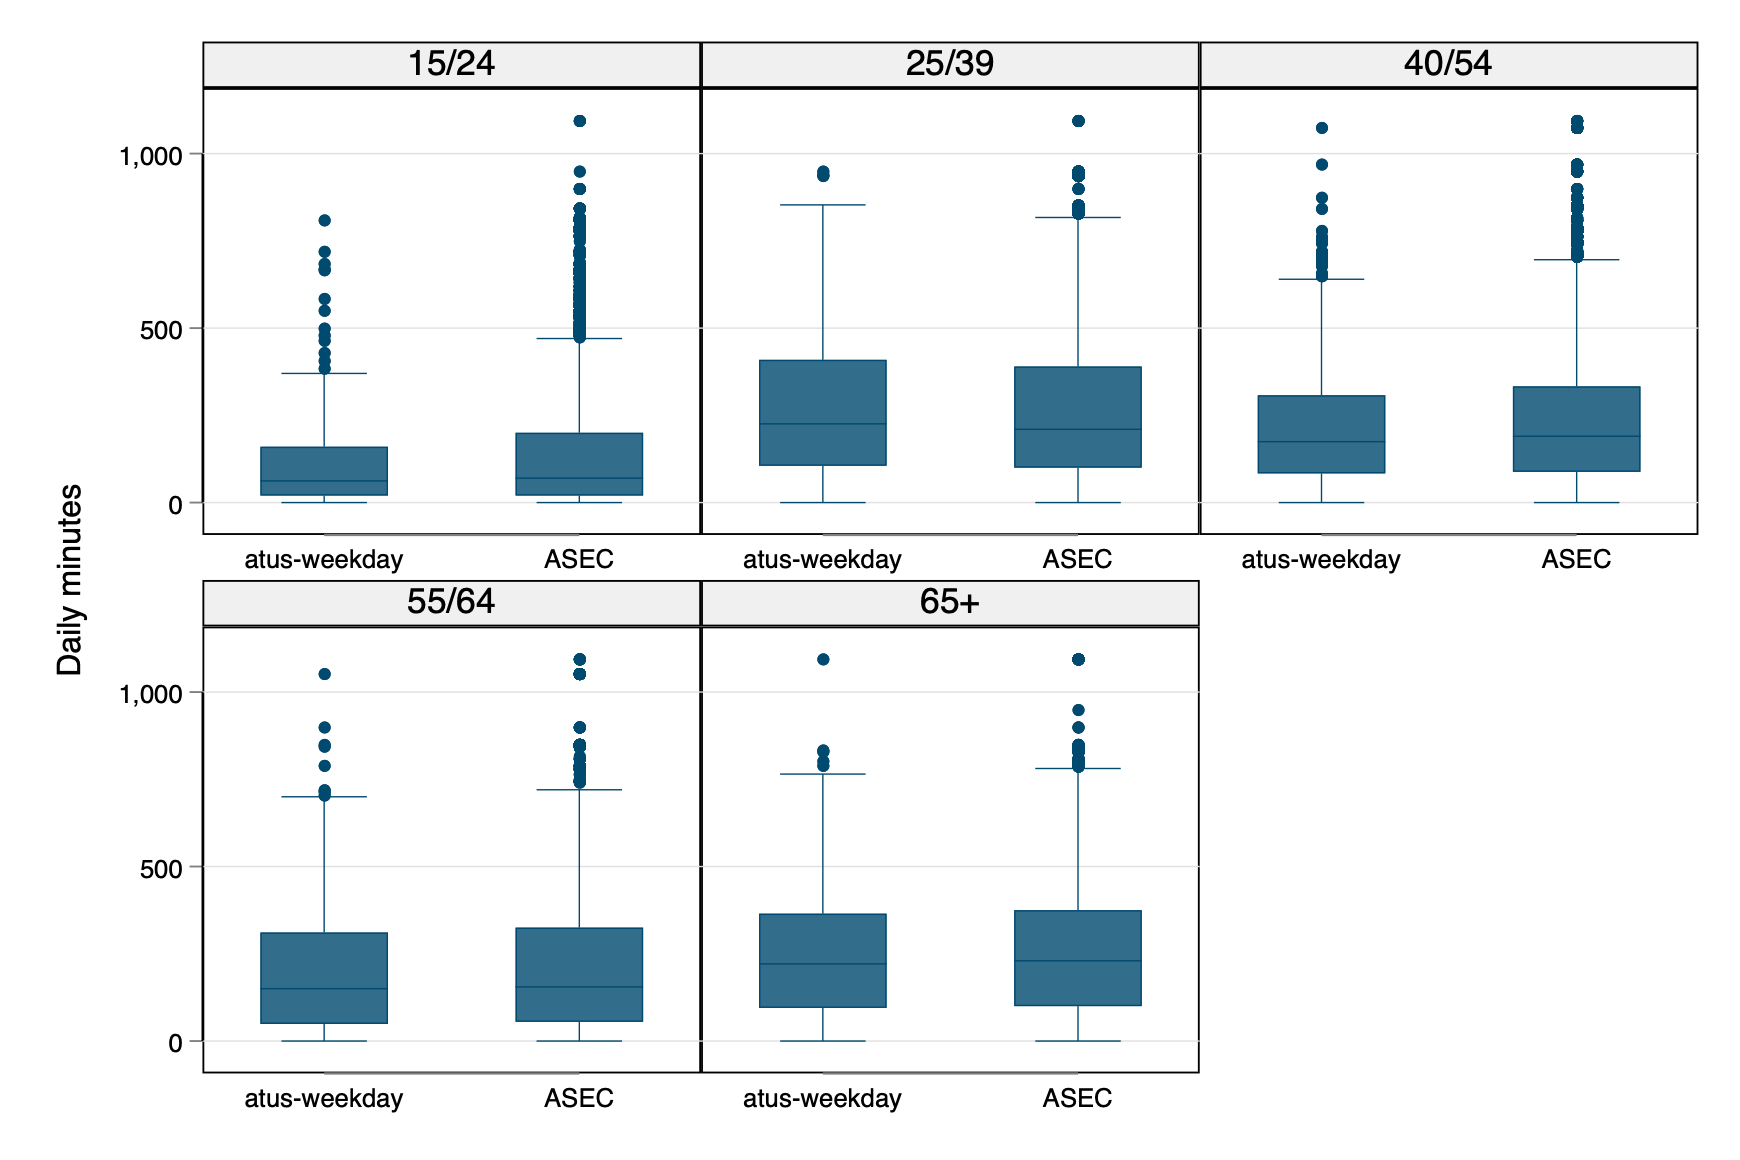 15/24 25/39 40/54
1,000
500
0
atus-weekday ASEC atus-weekday ASEC atus-weekday ASEC
Daily minutes
55/64 65+
1,000
500
0
atus-weekday ASEC atus-weekday ASEC